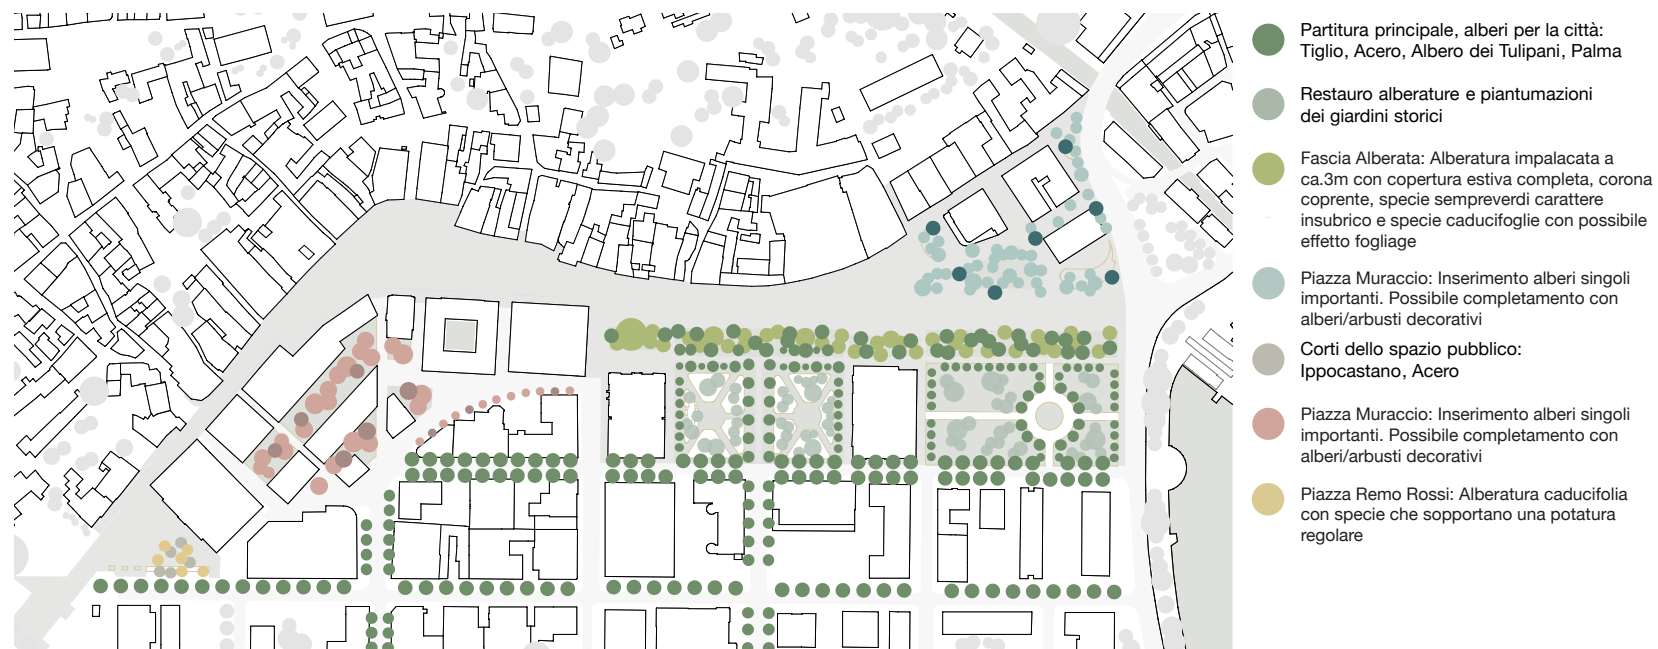 Partitura principale, alberi per la città:
Tiglio, Acero, Albero dei Tulipani, Palma
Restauro alberature e piantumazioni
dei giardini storici
Fascia Alberata: Alberatura impalacata a
ca.3m con copertura estiva completa, corona
coprente, specie sempreverdi carattere
insubrico e specie caducifoglie con possibile
effetto fogliage
Piazza Muraccio: Inserimento alberi singoli
importanti. Possibile completamento con
alberi/arbusti decorativi
Corti dello spazio pubblico:
Ippocastano, Acero
Piazza Muraccio: Inserimento alberi singoli
importanti. Possibile completamento con
alberi/arbusti decorativi
Piazza Remo Rossi: Alberatura caducifolia
con specie che sopportano una potatura
regolare